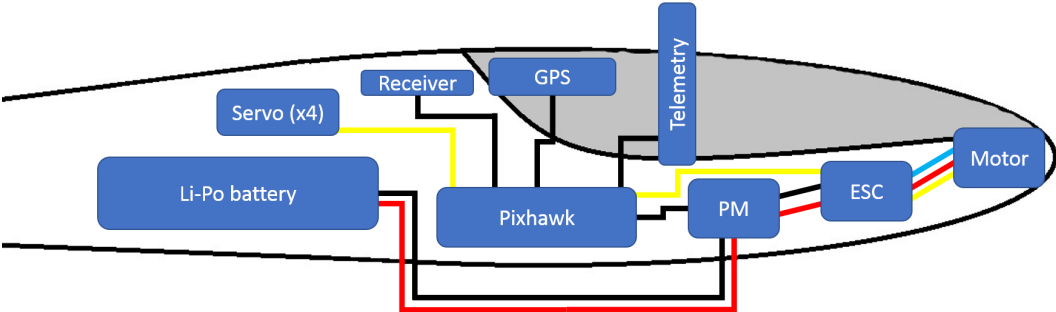 Telemetry
GPS
Receiver
Servo (x4)
Motor
Li-Po battery
ESC
PM
Pixhawk